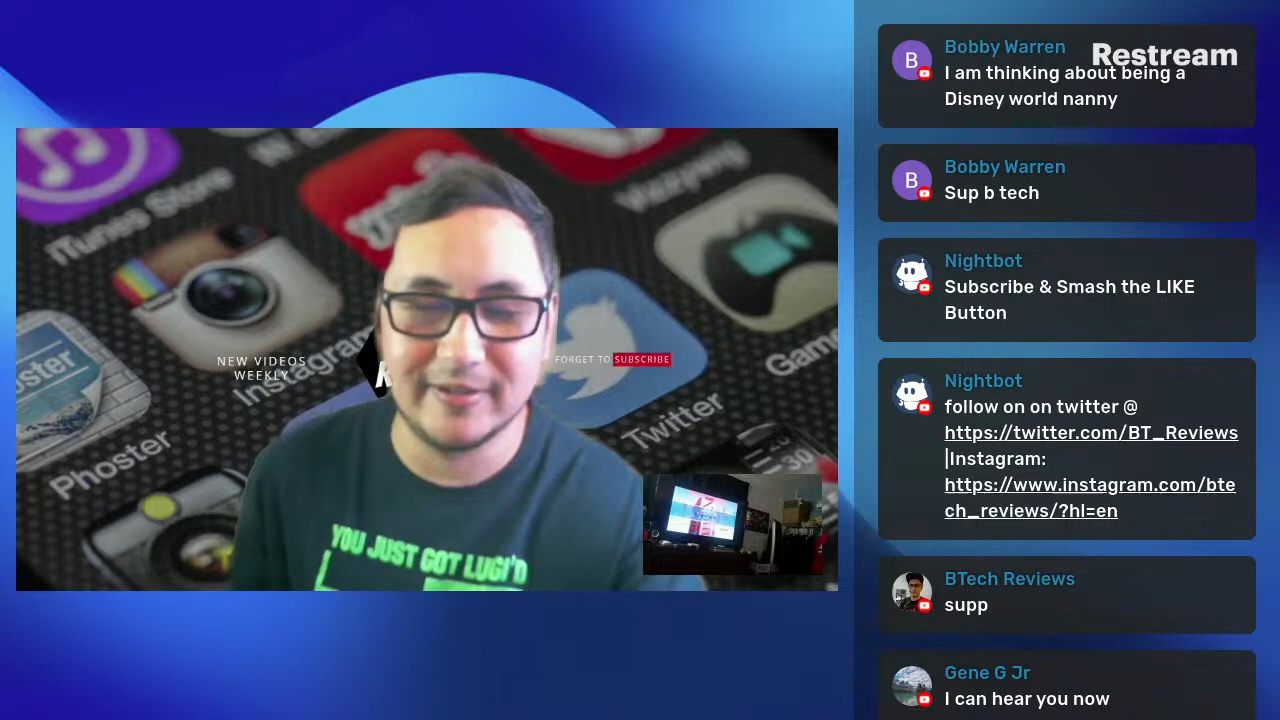 Restream
Bobby Warren
I am thinking about being a
Disney world nanny
Bobby Warren
Sup b tech
Nightbot
Subscribe & Smash the LIKE
Button
Nightbot
follow on on twitter @
https://twitter.com/BT_Reviews
|Instagram:
https://www.instagram.com/bte
ch_reviews/?hl=en
BTech Reviews
supp
Gene G Jr
I can hear you now
iTunes Store
Instagram
Twitter
Phoster
NEW VIDEOS
WEEKLY
FORGET TO SUBSCRIBE
YOU JUST GOT LUGI'D